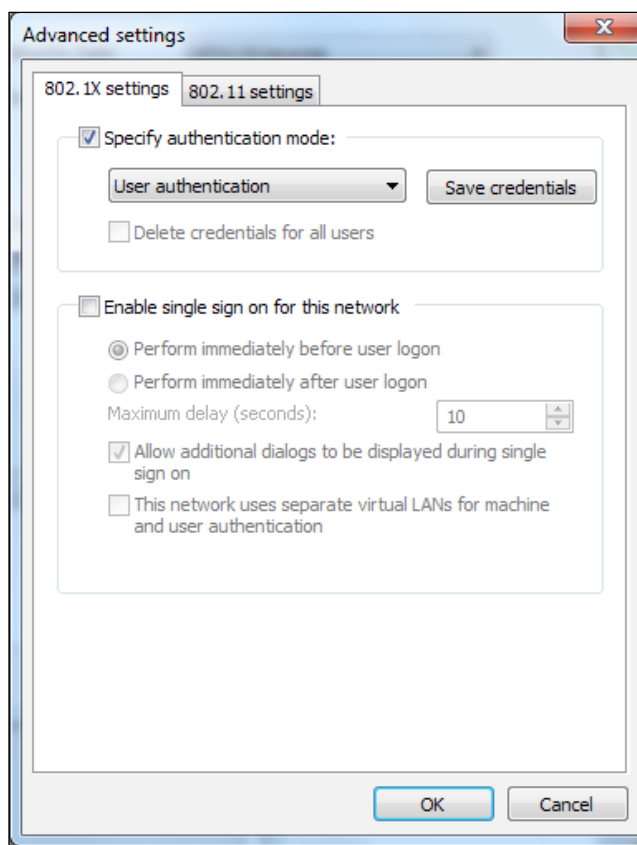 Advanced settings
802.1X settings
802.11 settings
Specify authentication mode:
User authentication
Save credentials
Delete credentials for all users
Enable single sign on for this network
Perform immediately before user logon
Perform immediately after user logon
Maximum delay (seconds):
10
Allow additional dialogs to be displayed during single
sign on
This network uses separate virtual LANs for machine
and user authentication
OK
Cancel